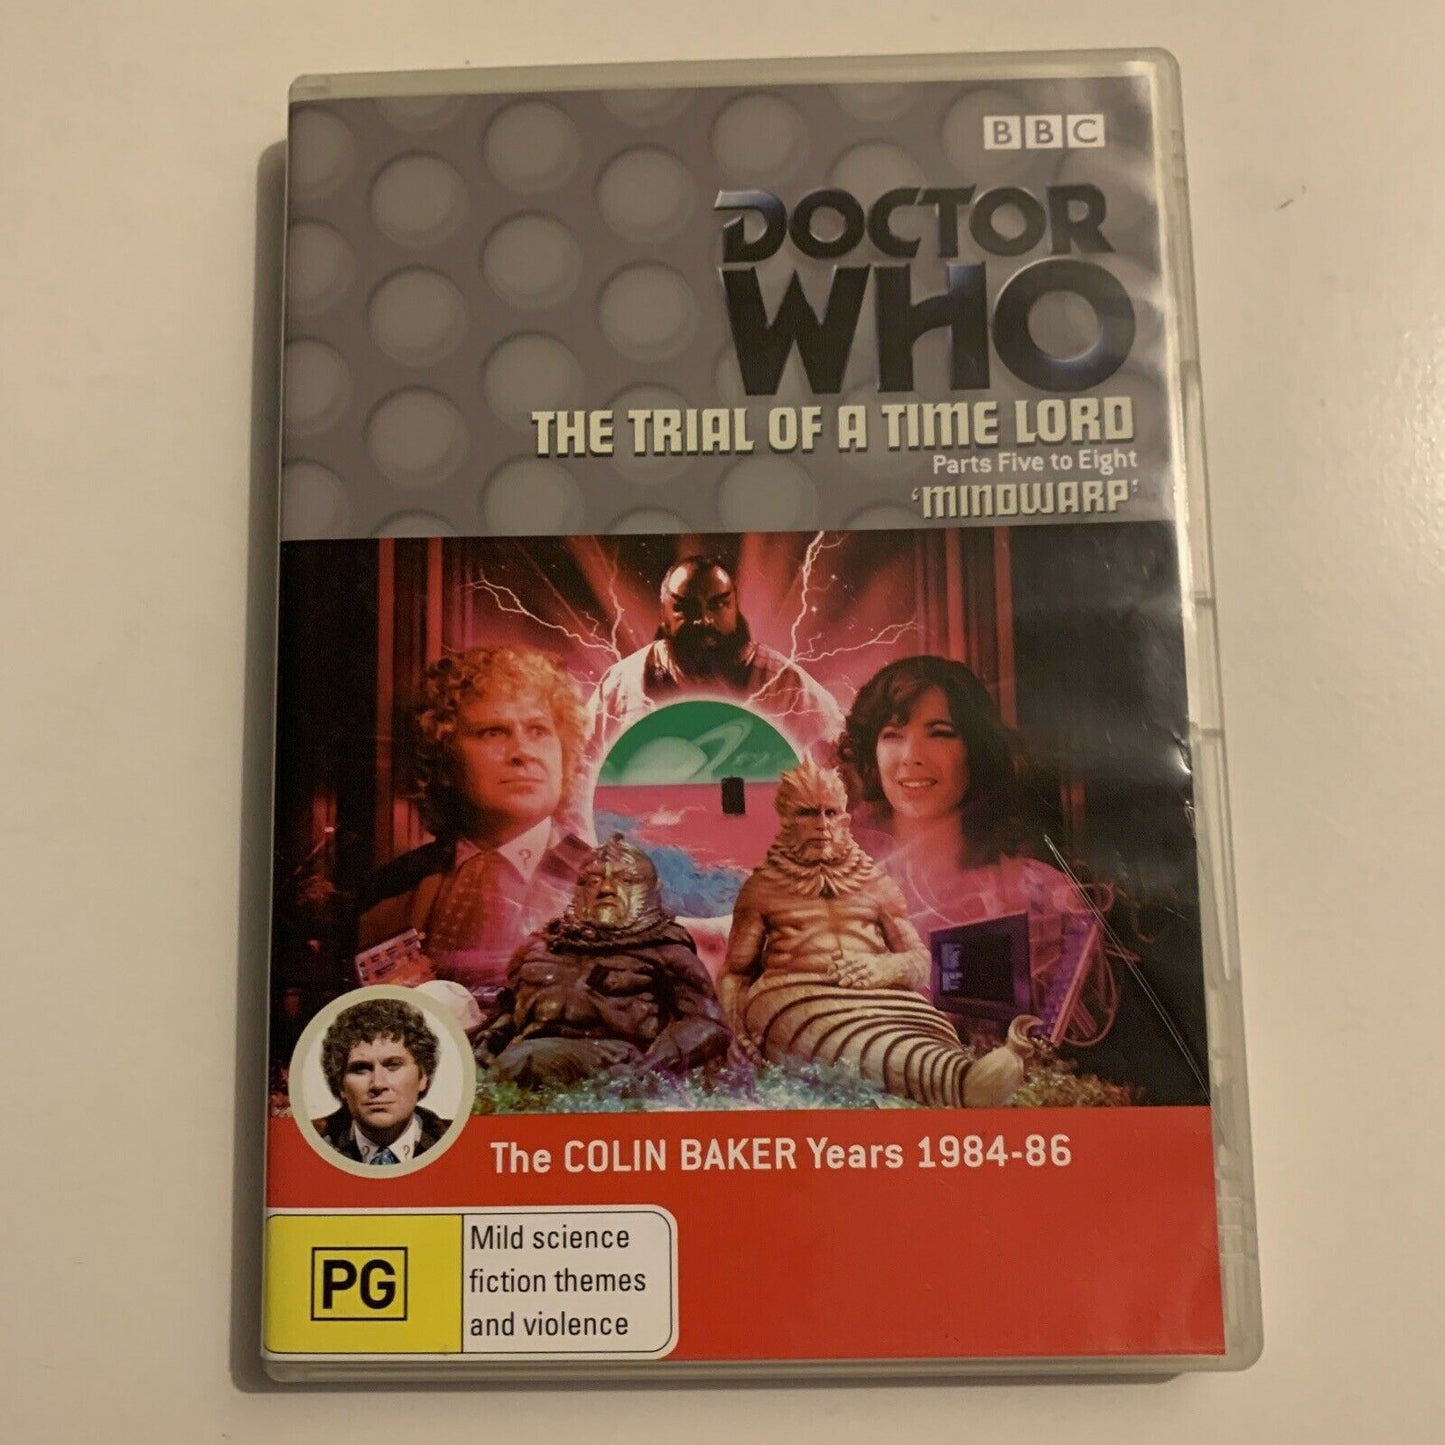 BBC
DOCTOR
WHO
THE TRIAL OF A TIME LORD
Parts Five to Eight
'MINDWARP'
? ?
? ?
The COLIN BAKER Years 1984-86
PG
Mild science
fiction themes
and violence